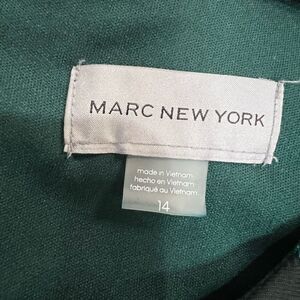 MARC NEW YORK
made in Vietnam
hecho en Vietnam
fabriqué au Vietnam
14